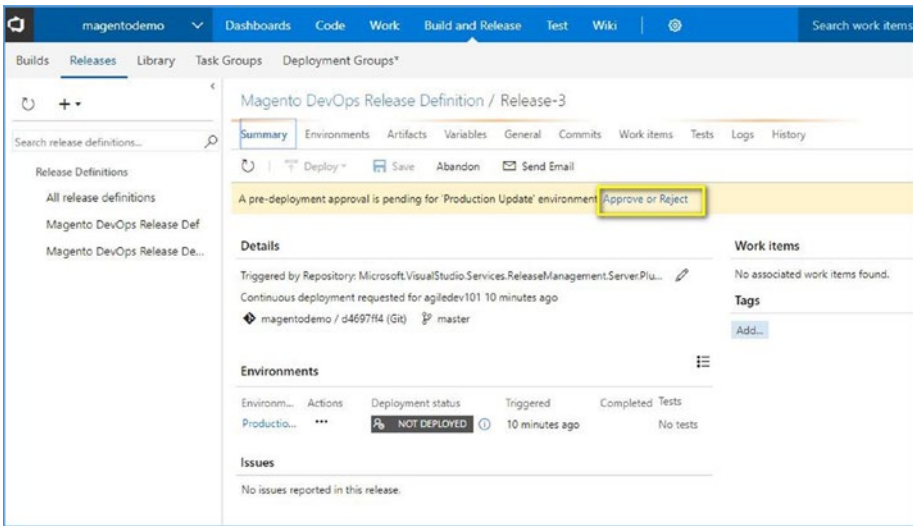 magentodemo Dashboards Code Work Build and Release Test Wiki Search work items
Builds Releases Library Task Groups Deployment Groups*
Magento DevOps Release Definition / Release-3
Search release definitions...
Summary Environments Artifacts Variables General Commits Work items Tests Logs History
Deploy Save Abandon Send Email
Release Definitions
All release definitions
Magento DevOps Release Def
Magento DevOps Release De...
A pre-deployment approval is pending for 'Production Update' environment Approve or Reject
Details
Triggered by Repository: Microsoft.VisualStudio.Services.ReleaseManagement.Server.Plu...
Continuous deployment requested for agiledev101 10 minutes ago
magentodemo / d4697ff4 (Git) master
Work items
No associated work items found.
Tags
Add...
Environments
Environm... Actions Deployment status Triggered Completed Tests
Productio... ••• NOT DEPLOYED 10 minutes ago No tests
Issues
No issues reported in this release.